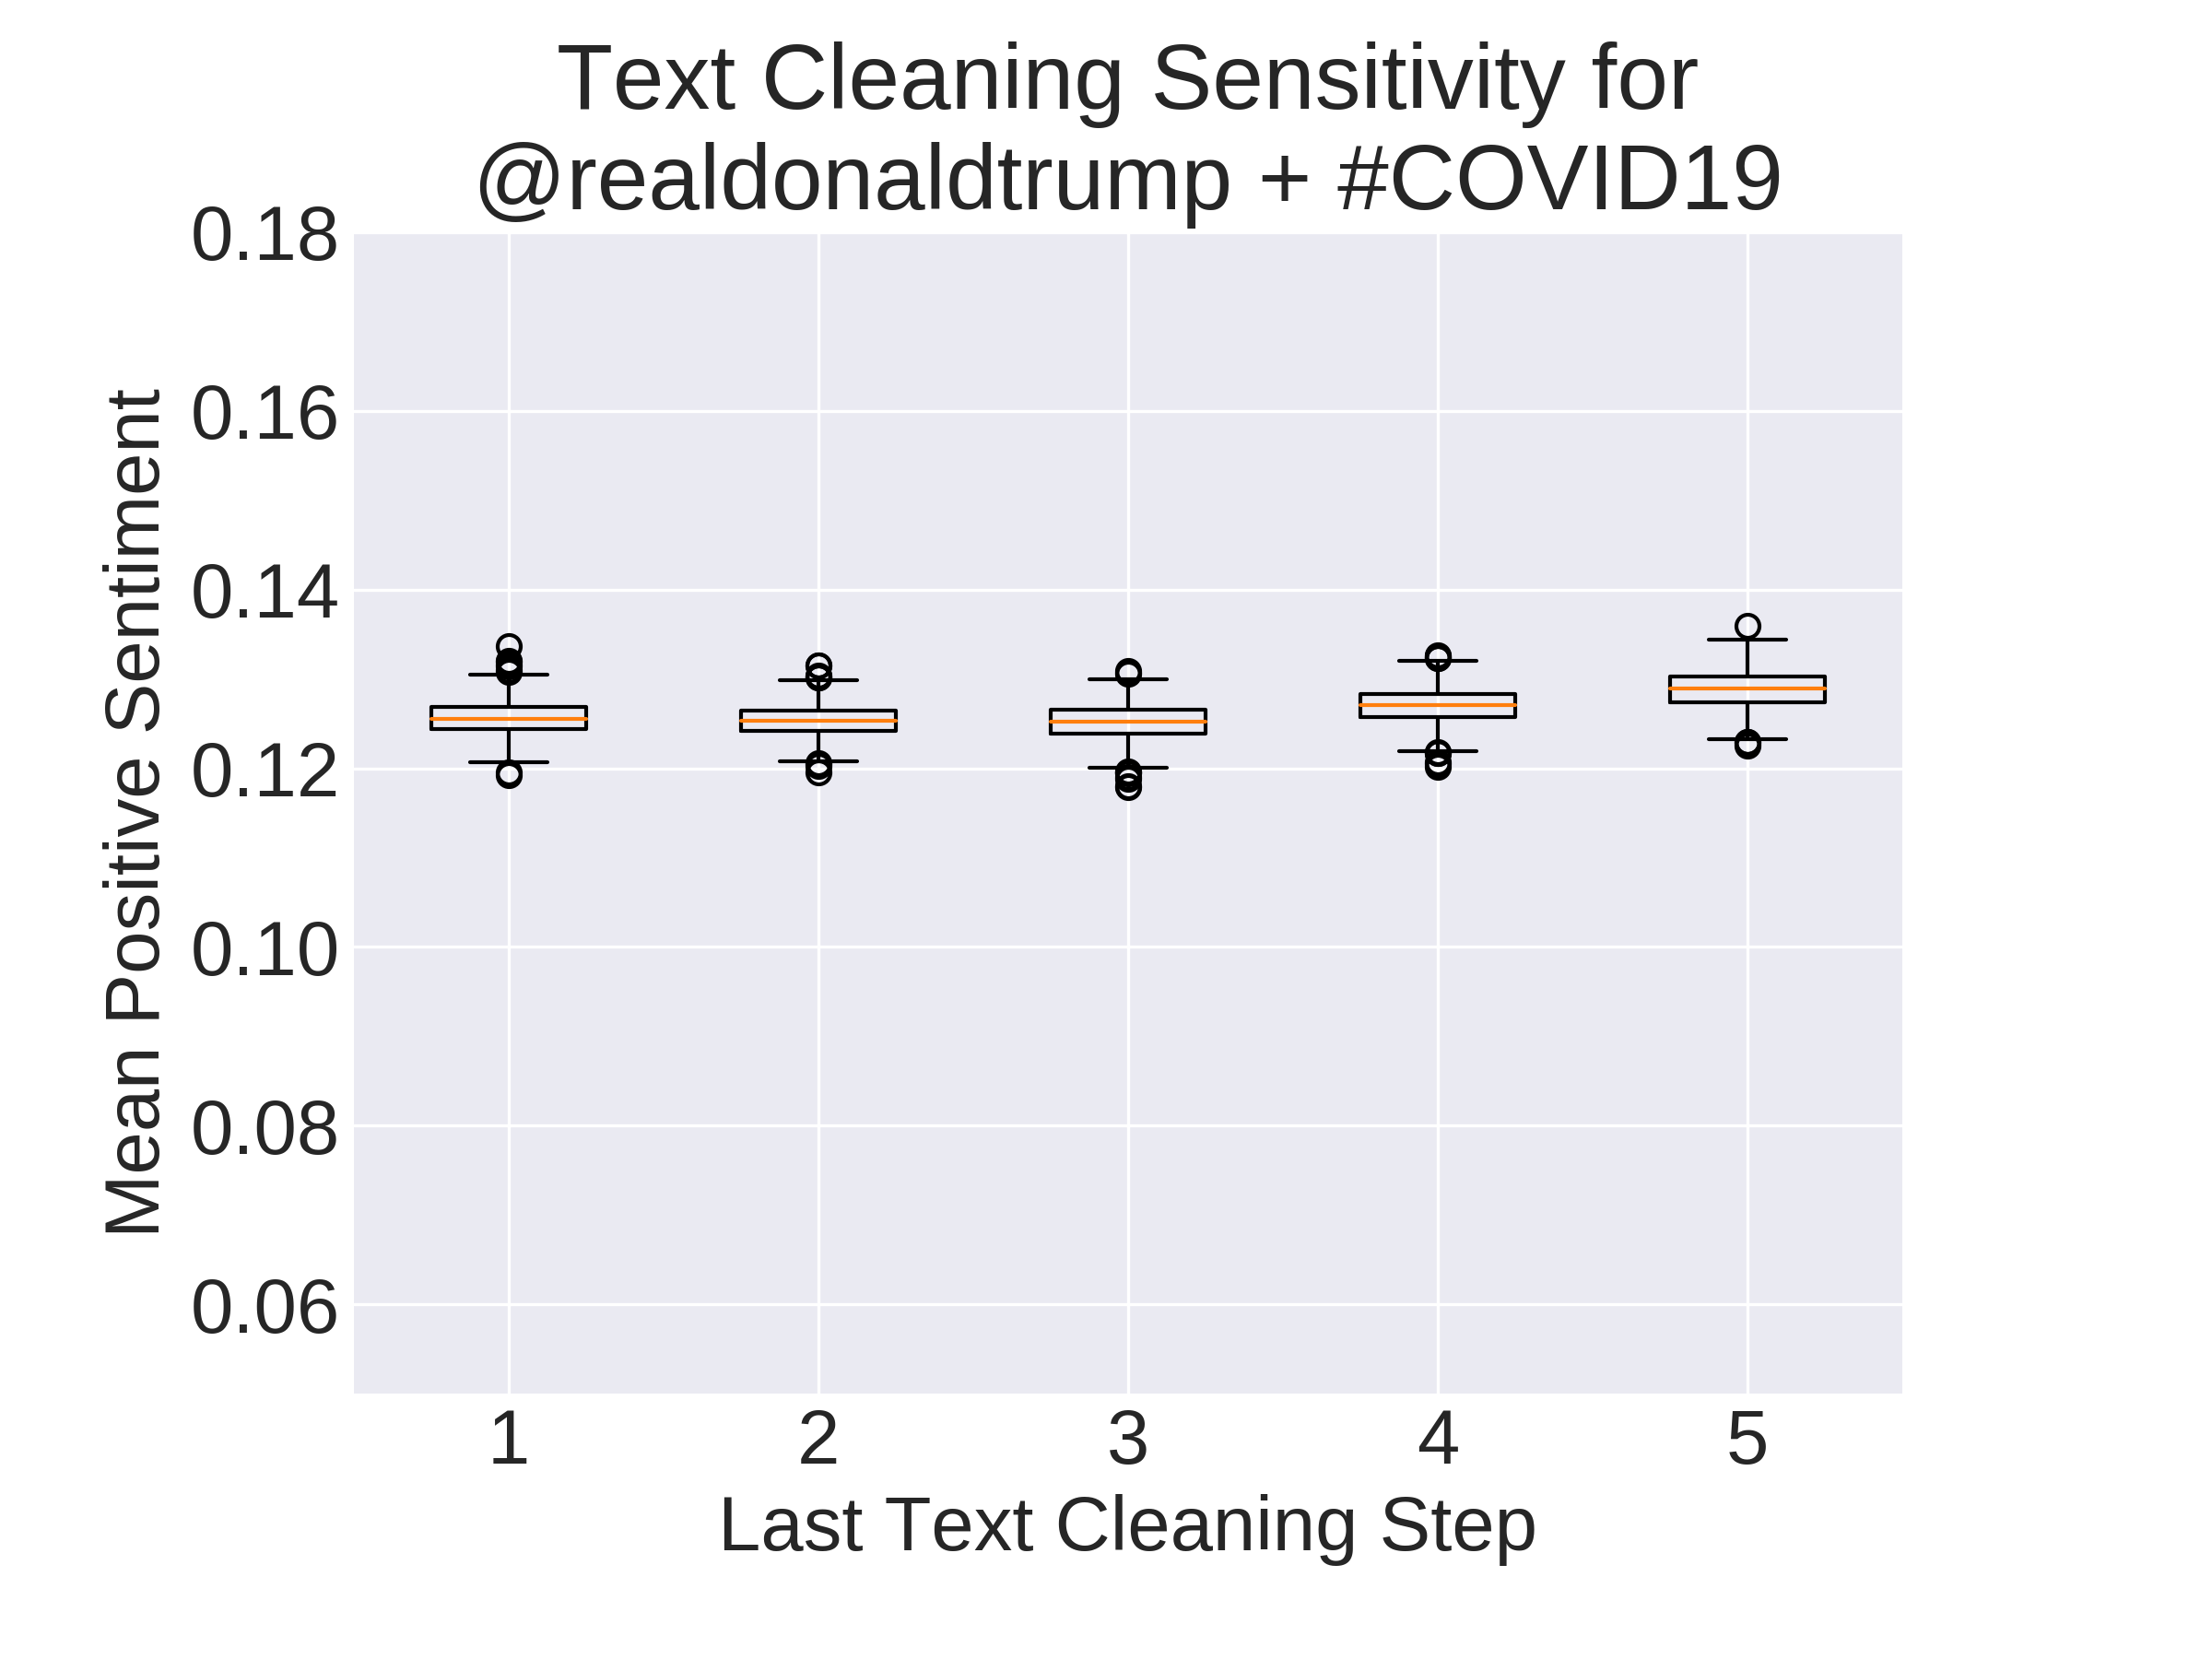 Text Cleaning Sensitivity for
@realdonaldtrump + #COVID19
Mean Positive Sentiment
0.18
0.16
0.14
0.12
0.10
0.08
0.06
1 2 3 4 5
Last Text Cleaning Step